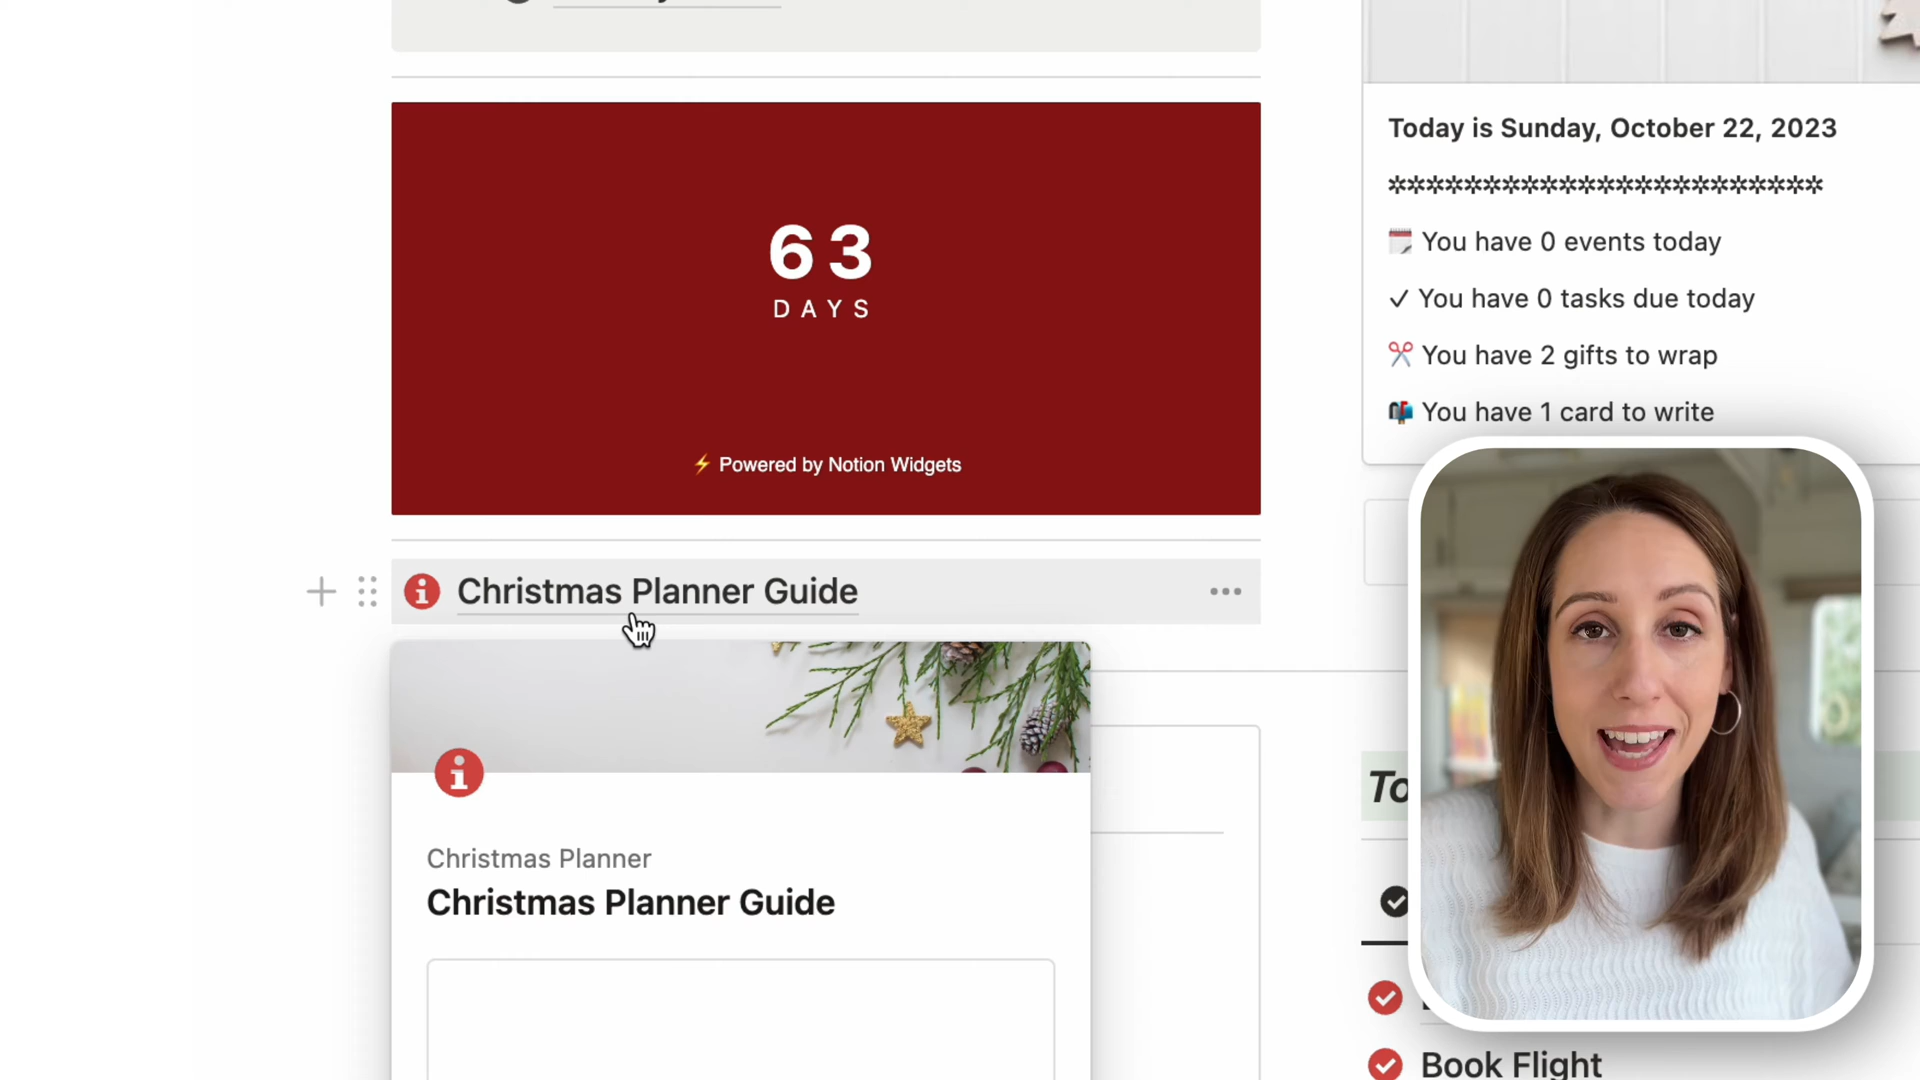 63
DAYS
⚡ Powered by Notion Widgets
Christmas Planner Guide
Christmas Planner
Christmas Planner Guide
Today is Sunday, October 22, 2023
✲✲✲✲✲✲✲✲✲✲✲✲✲✲✲✲✲✲✲✲✲✲✲
You have 0 events today
✓ You have 0 tasks due today
You have 2 gifts to wrap
You have 1 card to write
To
Book Flight